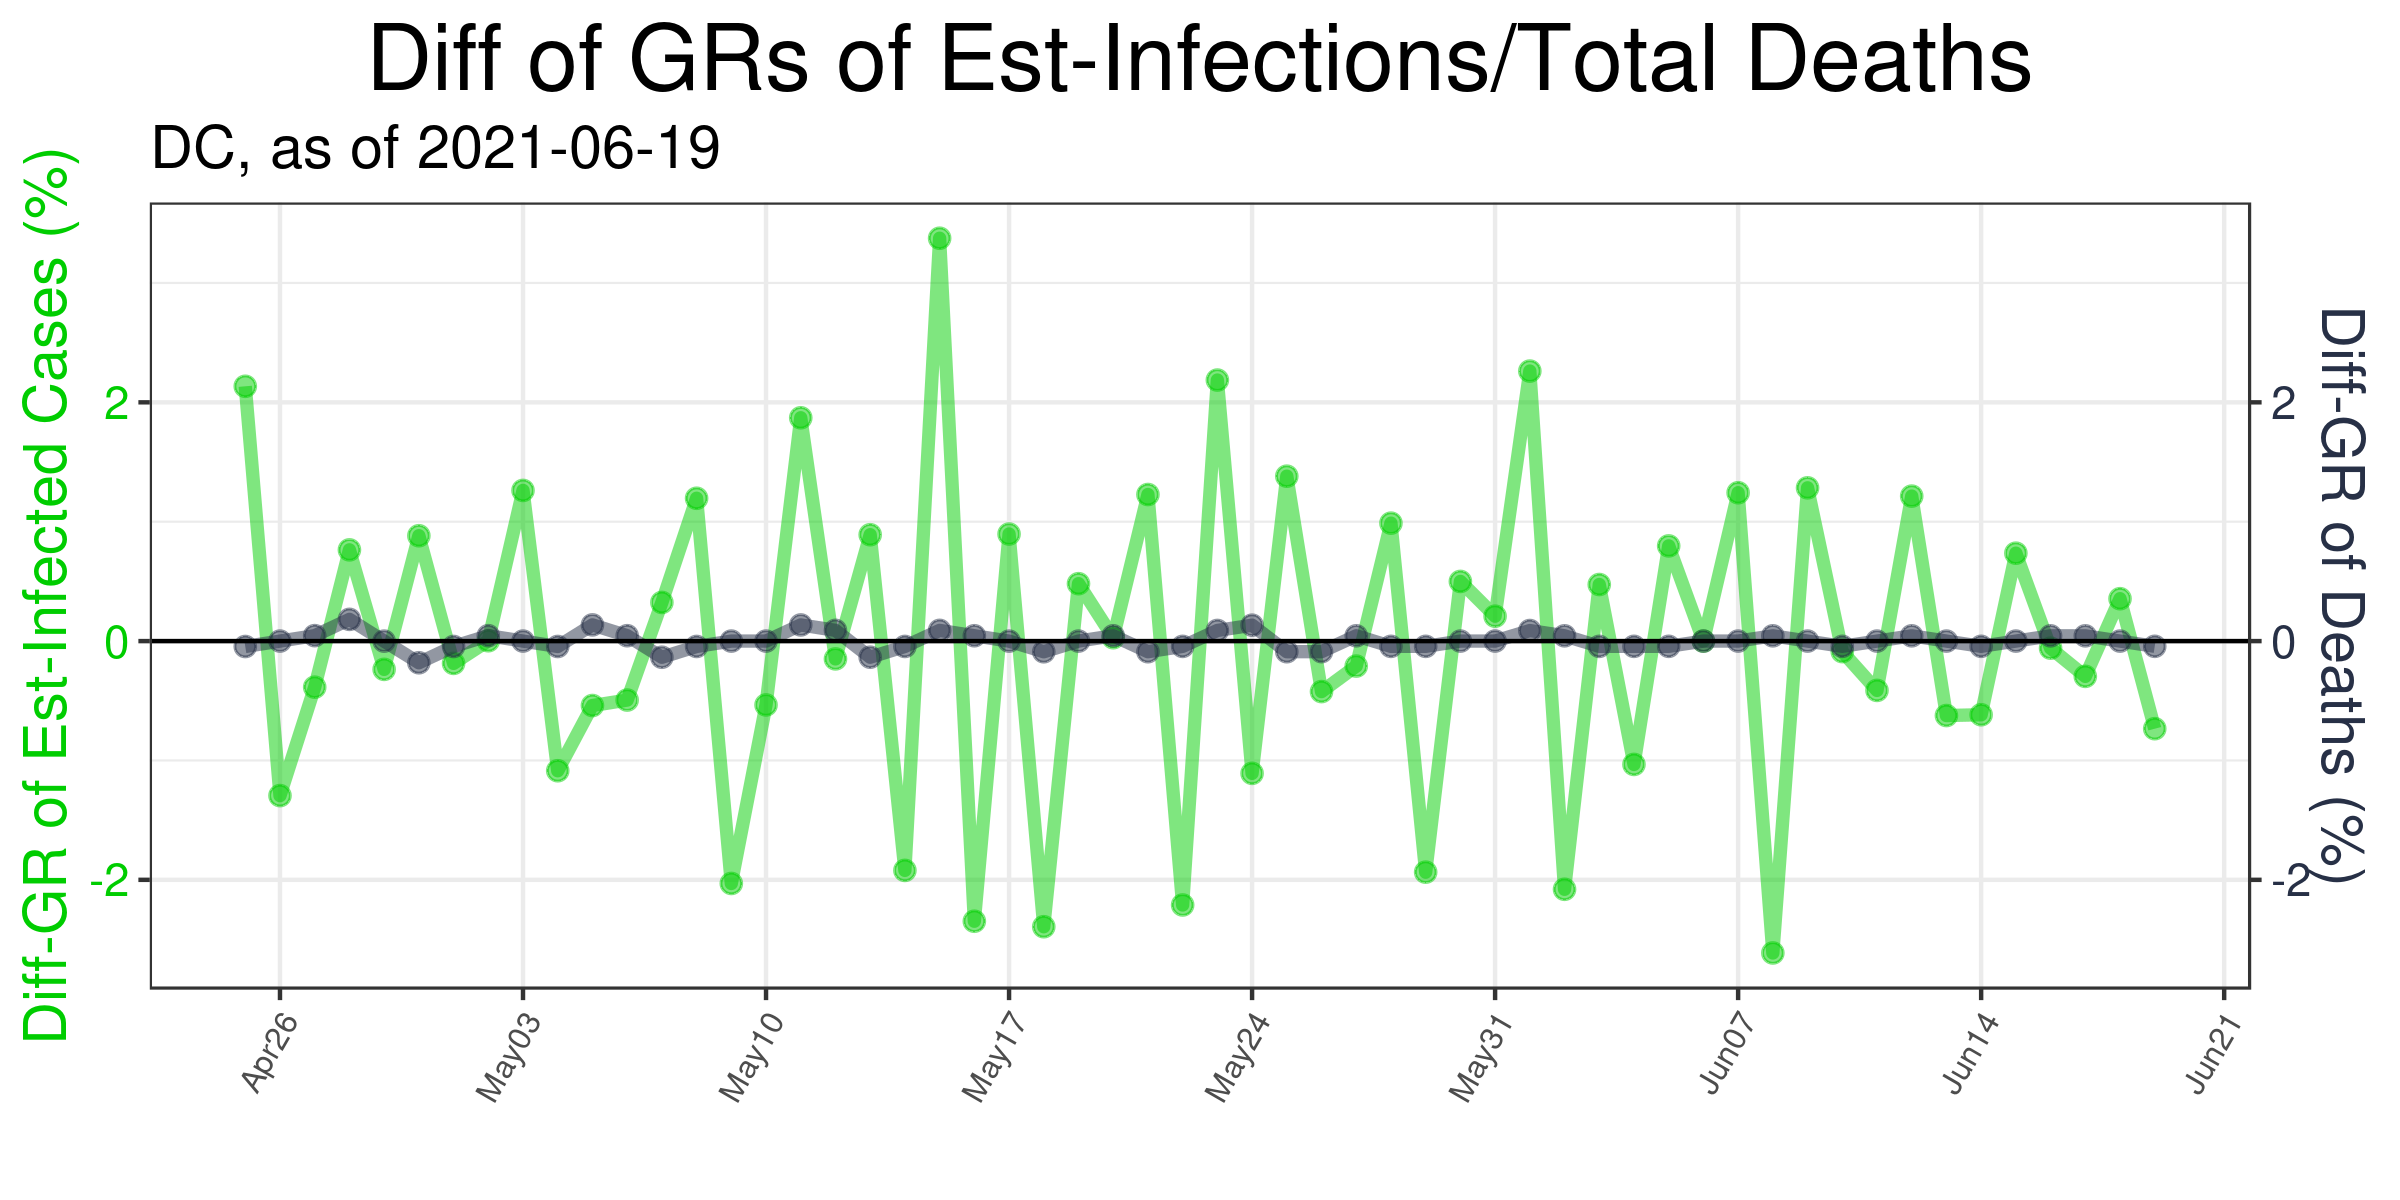 Diff of GRs of Est-Infections/Total Deaths
DC, as of 2021-06-19
Diff-GR of Est-Infected Cases (%)
2
0
-2
2
0
-2
Diff-GR of Deaths (%)
Apr26
May03
May10
May17
May24
May31
Jun07
Jun14
Jun21